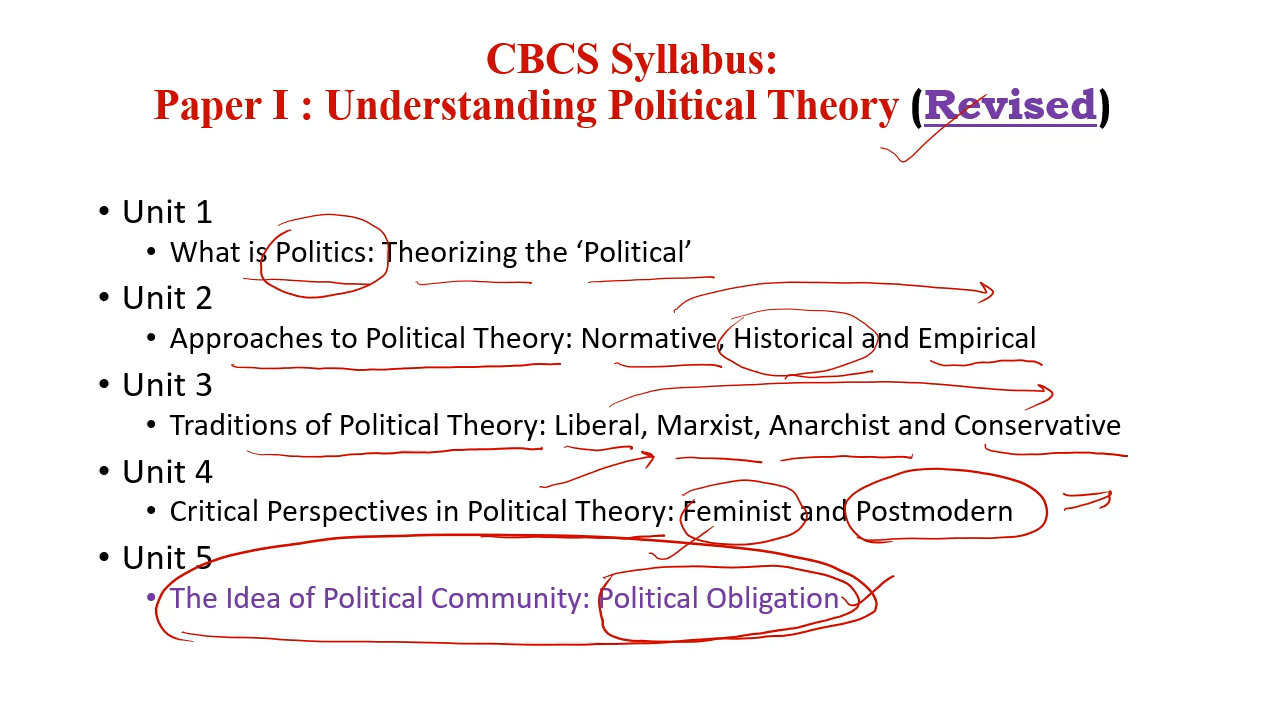 CBCS Syllabus:
Paper I : Understanding Political Theory (Revised)
• Unit 1
• What is Politics: Theorizing the ‘Political’
• Unit 2
• Approaches to Political Theory: Normative, Historical and Empirical
• Unit 3
• Traditions of Political Theory: Liberal, Marxist, Anarchist and Conservative
• Unit 4
• Critical Perspectives in Political Theory: Feminist and Postmodern
• Unit 5
• The Idea of Political Community: Political Obligation